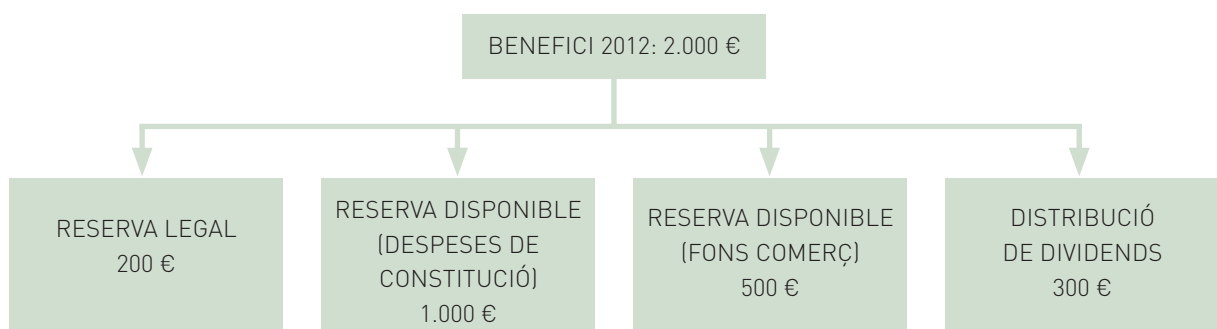 BENEFICI 2012: 2.000 €
RESERVA LEGAL
200 €
RESERVA DISPONIBLE
(DESPESES DE
CONSTITUCIÓ)
1.000 €
RESERVA DISPONIBLE
(FONS COMERÇ)
500 €
DISTRIBUCIÓ
DE DIVIDENDS
300 €